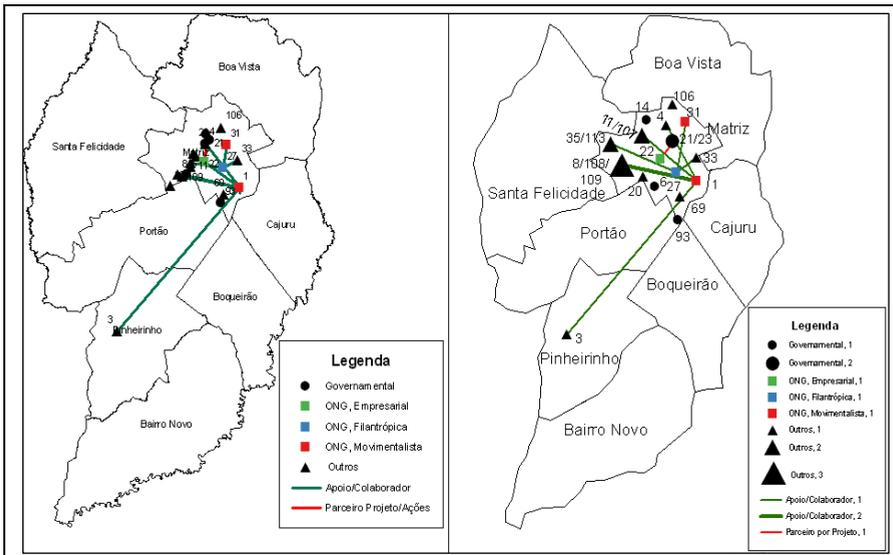 Boa Vista
106
Santa Felicidade
31
33
1
Portão
Cajuru
Boqueirão
3
Pinheirinho
Bairro Novo
Legenda
Governamental
ONG, Empresarial
ONG, Filantrópica
ONG, Movimentalista
Outros
Apoio/Colaborador
Parceiro Projeto/Ações
Boa Vista
106
14
4
31
11/107
Matriz
35/113
21/23
22
33
8/108/
109
6
27
1
Santa Felicidade
20
69
Portão
93
Cajuru
Boqueirão
3
Pinheirinho
Bairro Novo
Legenda
Governamental, 1
Governamental, 2
ONG, Empresarial, 1
ONG, Filantrópica, 1
ONG, Movimentalista, 1
Outros, 1
Outros, 2
Outros, 3
Apoio/Colaborador, 1
Apoio/Colaborador, 2
Parceiro por Projeto, 1